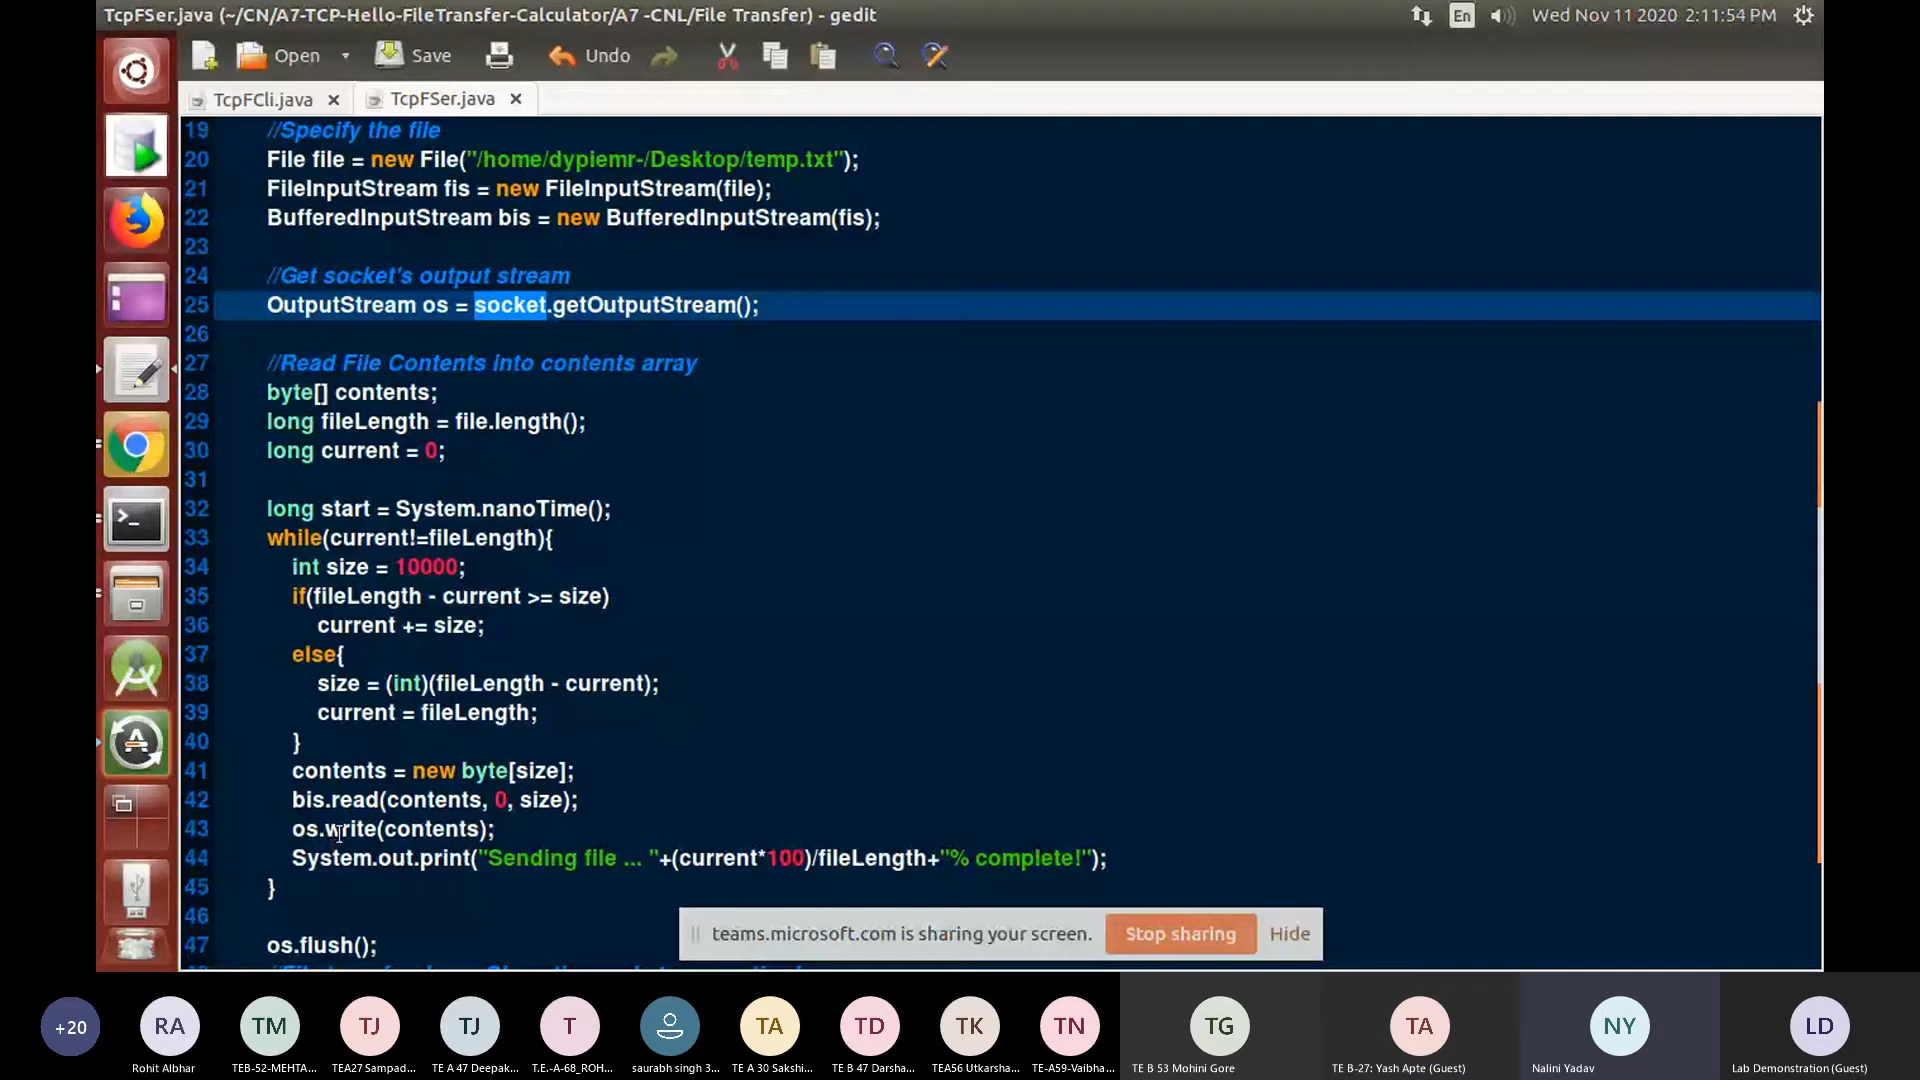 TcpFSer.java (~/CN/A7-TCP-Hello-FileTransfer-Calculator/A7 -CNL/File Transfer) - gedit
En
Wed Nov 11 2020 2:11:54 PM
Open
Save
Undo
TcpFCli.java
TcpFSer.java
19 //Specify the file
20 File file = new File("/home/dypiemr-/Desktop/temp.txt");
21 FileInputStream fis = new FileInputStream(file);
22 BufferedInputStream bis = new BufferedInputStream(fis);
23
24 //Get socket's output stream
25 OutputStream os = socket.getOutputStream();
26
27 //Read File Contents into contents array
28 byte[] contents;
29 long fileLength = file.length();
30 long current = 0;
31
32 long start = System.nanoTime();
33 while(current!=fileLength){
34 int size = 10000;
35 if(fileLength - current >= size)
36 current += size;
37 else{
38 size = (int)(fileLength - current);
39 current = fileLength;
40 }
41 contents = new byte[size];
42 bis.read(contents, 0, size);
43 os.write(contents);
44 System.out.print("Sending file ... "+(current*100)/fileLength+"% complete!");
45 }
46
47 os.flush();
teams.microsoft.com is sharing your screen.
Stop sharing
Hide
+20
RA
TM
TJ
TJ
T
TA
TD
TK
TN
TG
TA
NY
LD
Rohit Albhar
TEB-52-MEHTA...
TEA27 Sampad...
TE A 47 Deepak...
T.E.-A-68_ROH...
saurabh singh 3...
TE A 30 Sakshi...
TE B 47 Darsha...
TEA56 Utkarsha...
TE-A59-Vaibha...
TE B 53 Mohini Gore
TE B-27: Yash Apte (Guest)
Nalini Yadav
Lab Demonstration (Guest)